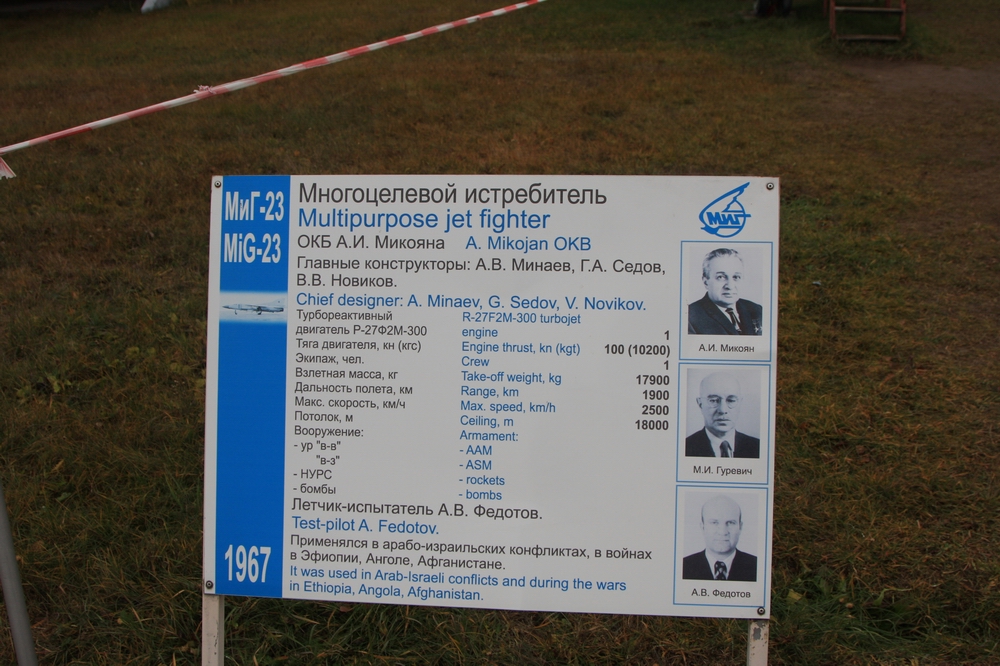 МиГ-23
MiG-23
1967
Многоцелевой истребитель
Multipurpose jet fighter
ОКБ А.И. Микояна A. Mikojan OKB
Главные конструкторы: А.В. Минаев, Г.А. Седов,
В.В. Новиков.
Chief designer: A. Minaev, G. Sedov, V. Novikov.
Турбореактивный R-27F2M-300 turbojet
двигатель Р-27Ф2М-300 engine 1
Тяга двигателя, кн (кгс) Engine thrust, kn (kgt) 100 (10200)
Экипаж, чел. Crew 1
Взлетная масса, кг Take-off weight, kg 17900
Дальность полета, км Range, km 1900
Макс. скорость, км/ч Max. speed, km/h 2500
Потолок, м Ceiling, m 18000
Вооружение: Armament:
- ур "в-в" - AAM
"в-з" - ASM
- НУРС - rockets
- бомбы - bombs
Летчик-испытатель А.В. Федотов.
Test-pilot A. Fedotov.
Применялся в арабо-израильских конфликтах, в войнах
в Эфиопии, Анголе, Афганистане.
It was used in Arab-Israeli conflicts and during the wars
in Ethiopia, Angola, Afghanistan.
МиГ
А.И. Микоян
М.И. Гуревич
А.В. Федотов